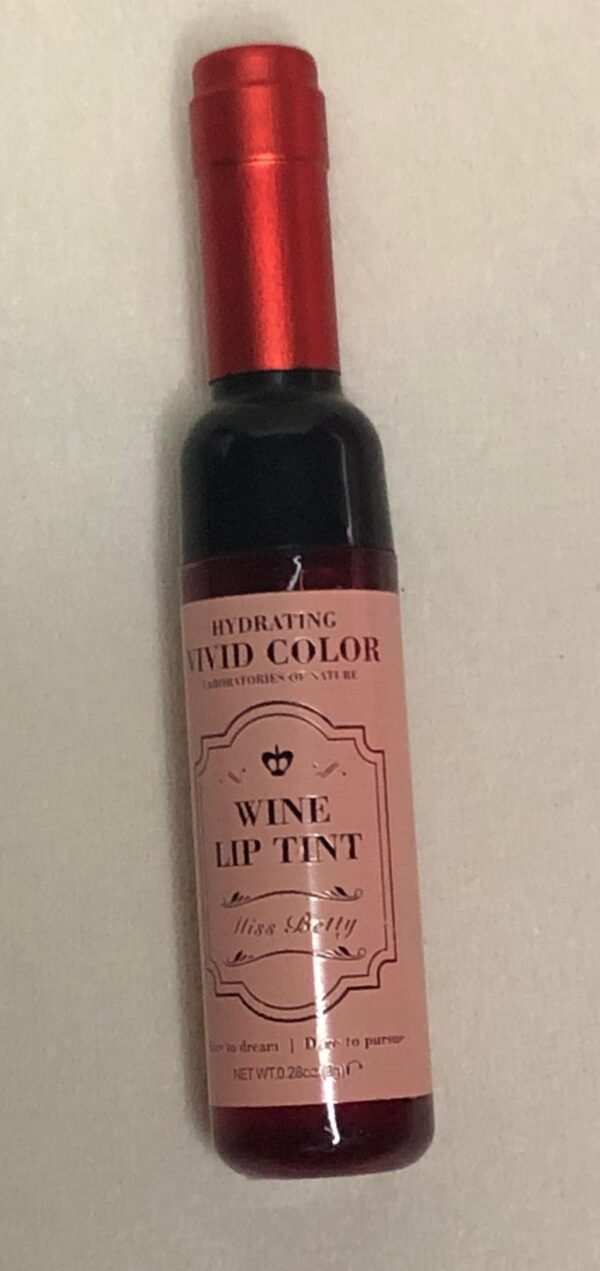 HYDRATING
VIVID COLOR
LABORATORIES OF NATURE
WINE
LIP TINT
Miss Betty
to dream | Dare to pursue
NET WT.0.28oz.(8g)